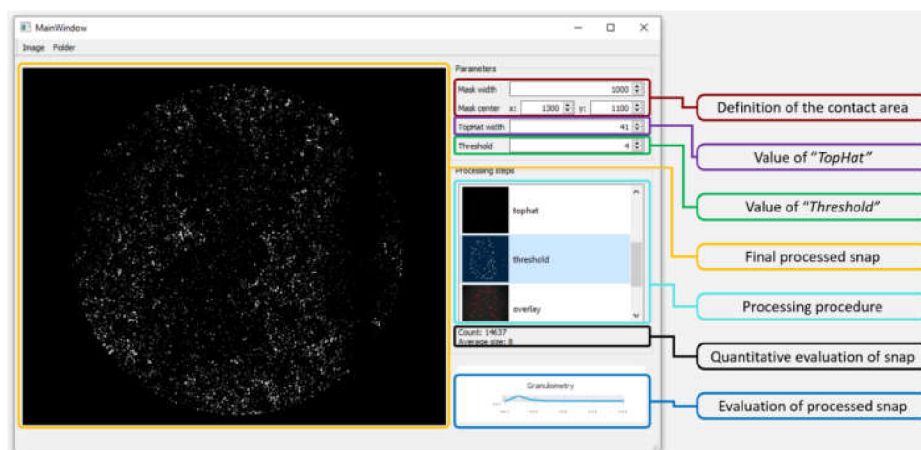 MainWindow
Image Folder
Parameters
Mask width 1000
Mask center x: 1300 y: 1100
TopHat width 41
Threshold 4
Processing steps
tophat
threshold
overlay
Count: 14637
Average size: 8
Granulometry
Definition of the contact area
Value of "TopHat"
Value of "Threshold"
Final processed snap
Processing procedure
Quantitative evaluation of snap
Evaluation of processed snap